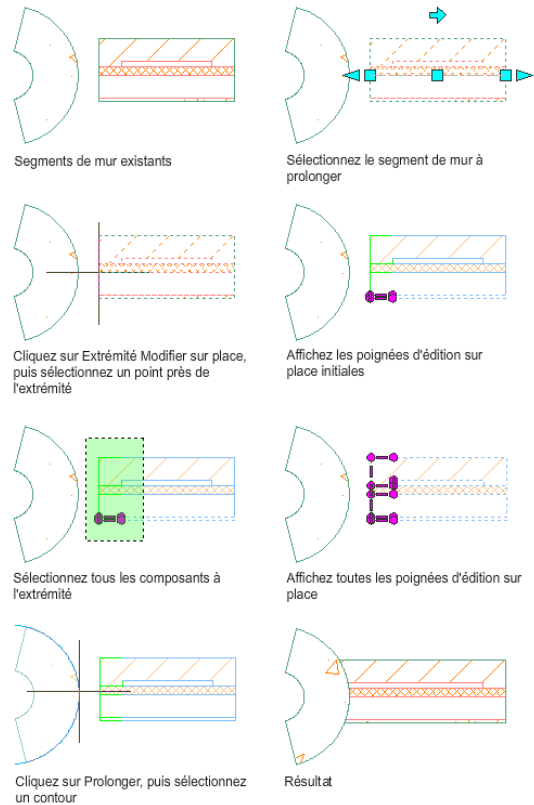 Segments de mur existants
Sélectionnez le segment de mur à
prolonger
Cliquez sur Extrémité Modifier sur place,
puis sélectionnez un point près de
l'extrémité
Affichez les poignées d'édition sur
place initiales
Sélectionnez tous les composants à
l'extrémité
Affichez toutes les poignées d'édition sur
place
Cliquez sur Prolonger, puis sélectionnez
un contour
Résultat